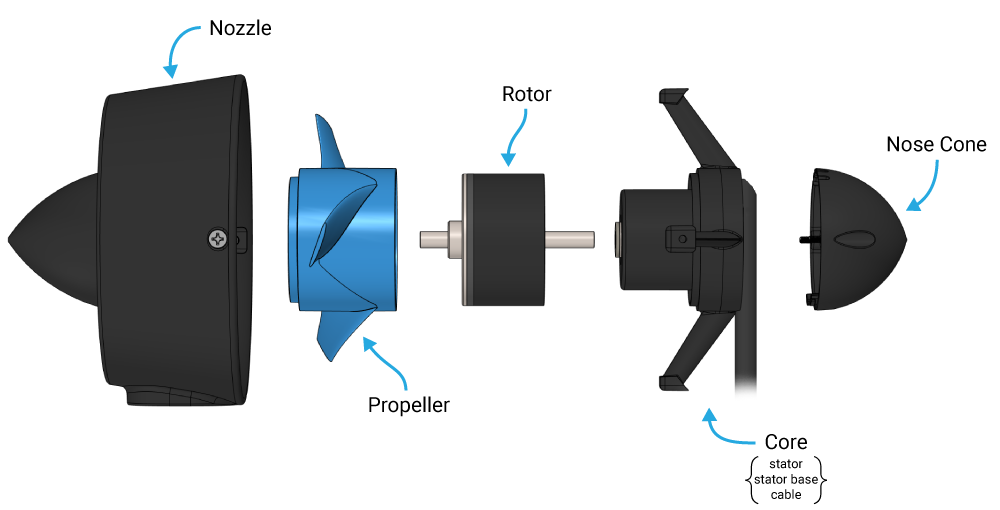 Nozzle
Rotor
Nose Cone
Propeller
Core
stator
stator base
cable